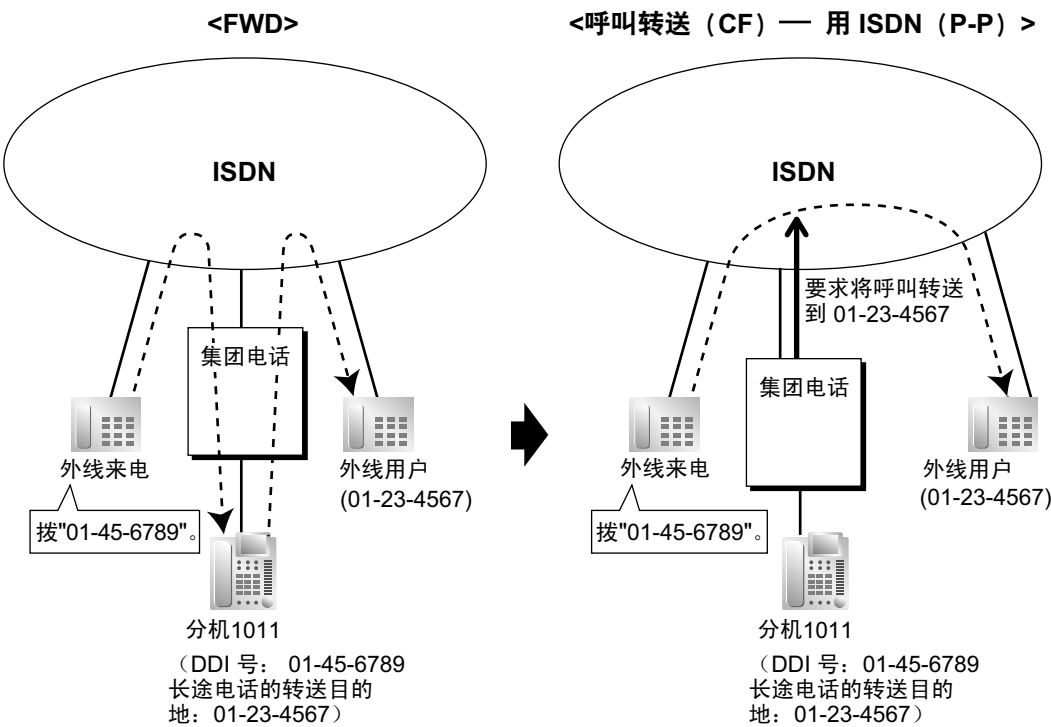 <FWD>
ISDN
集团电话
外线来电
拨"01-45-6789"。
外线用户
(01-23-4567)
分机1011
（DDI 号： 01-45-6789
长途电话的转送目的
地：01-23-4567）
<呼叫转送（CF）— 用 ISDN（P-P）>
ISDN
要求将呼叫转送
到 01-23-4567
集团电话
外线来电
拨"01-45-6789"。
外线用户
(01-23-4567)
分机1011
（DDI 号：01-45-6789
长途电话的转送目的
地：01-23-4567）